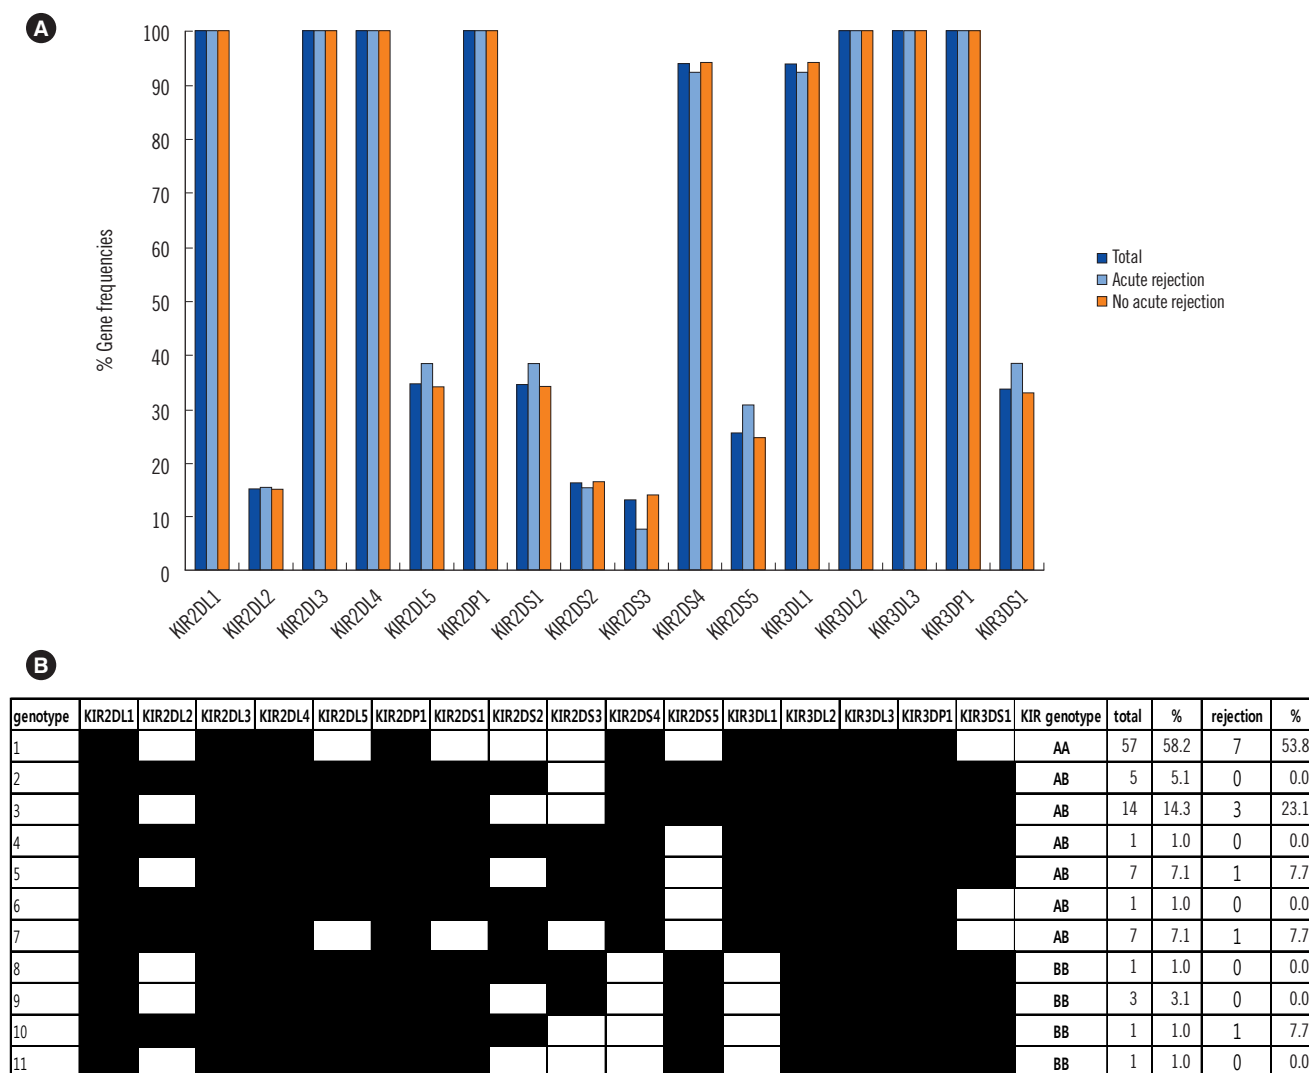 A
% Gene frequencies
100
90
80
70
60
50
40
30
20
10
0
KIR2DL1 KIR2DL2 KIR2DL3 KIR2DL4 KIR2DL5 KIR2DP1 KIR2DS1 KIR2DS2 KIR2DS3 KIR2DS4 KIR2DS5 KIR3DL1 KIR3DL2 KIR3DL3 KIR3DP1 KIR3DS1
Total
Acute rejection
No acute rejection
B
genotype KIR2DL1 KIR2DL2 KIR2DL3 KIR2DL4 KIR2DL5 KIR2DP1 KIR2DS1 KIR2DS2 KIR2DS3 KIR2DS4 KIR2DS5 KIR3DL1 KIR3DL2 KIR3DL3 KIR3DP1 KIR3DS1 KIR genotype total % rejection %
1 AA 57 58.2 7 53.8
2 AB 5 5.1 0 0.0
3 AB 14 14.3 3 23.1
4 AB 1 1.0 0 0.0
5 AB 7 7.1 1 7.7
6 AB 1 1.0 0 0.0
7 AB 7 7.1 1 7.7
8 BB 1 1.0 0 0.0
9 BB 3 3.1 0 0.0
10 BB 1 1.0 1 7.7
11 BB 1 1.0 0 0.0